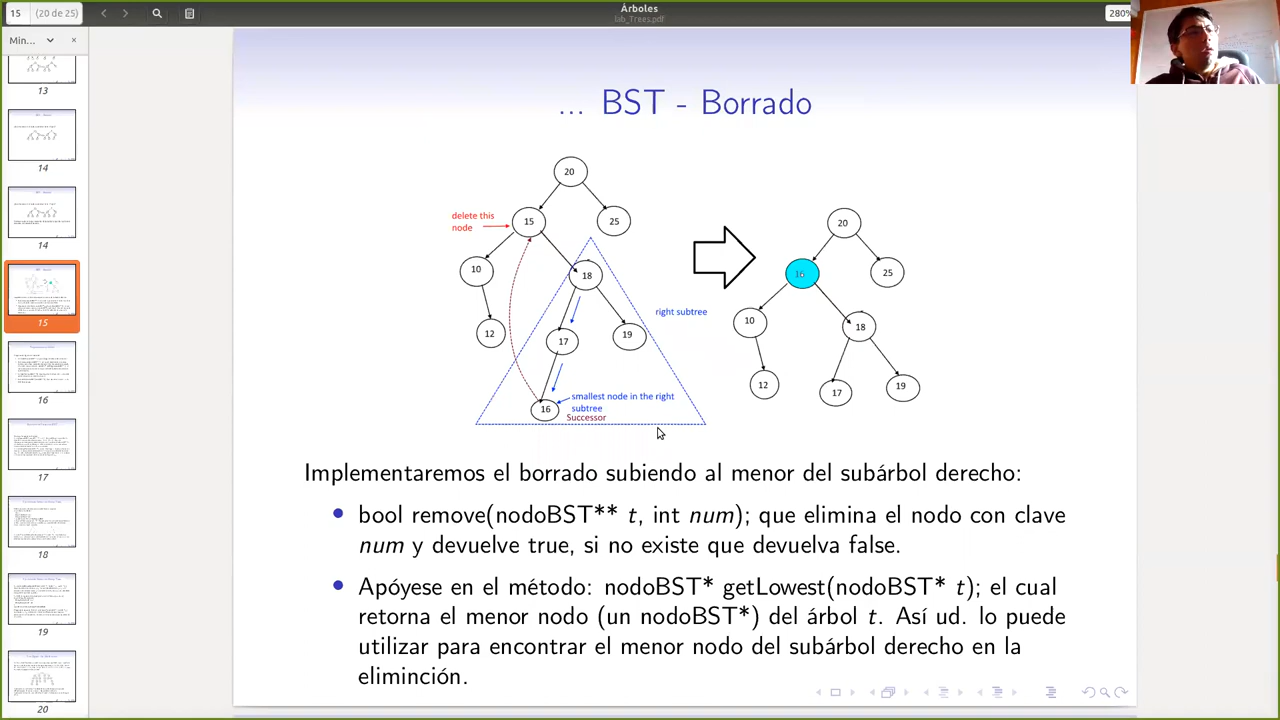 15
(20 de 25)
Árboles
lab_Trees.pdf
280%
Min...
13
14
14
15
16
17
18
19
20
... BST - Borrado
20
delete this
node
15
25
10
18
12
17
19
right subtree
16
smallest node in the right
subtree
Successor
20
16
25
10
18
12
17
19
Implementaremos el borrado subiendo al menor del subárbol derecho:
bool remove(nodoBST** t, int num); que elimina el nodo con clave
num y devuelve true, si no existe que devuelva false.
Apóyese en el método: nodoBST* getLowest(nodoBST* t); el cual
retorna el menor nodo (un nodoBST*) del árbol t. Así ud. lo puede
utilizar para encontrar el menor nodo del subárbol derecho en la
eliminción.